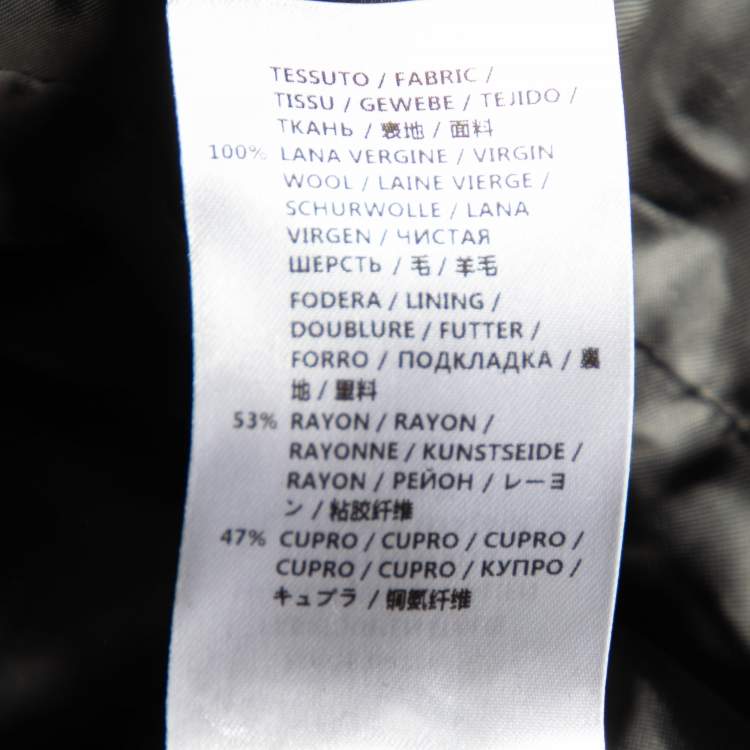 TESSUTO / FABRIC /
TISSU / GEWEBE / TEJIDO /
ТКАНЬ / 裏地 / 面料
100% LANA VERGINE / VIRGIN
WOOL / LAINE VIERGE /
SCHURWOLLE / LANA
VIRGEN / ЧИСТАЯ
ШЕРСТЬ / 毛 / 羊毛
FODERA / LINING /
DOUBLURE / FUTTER /
FORRO / ПОДКЛАДКА / 裏
地 / 里料
53% RAYON / RAYON /
RAYONNE / KUNSTSEIDE /
RAYON / РЕЙОН / レーヨ
ン / 粘胶纤维
47% CUPRO / CUPRO / CUPRO /
CUPRO / CUPRO / КУПРО /
キュプラ / 铜氨纤维